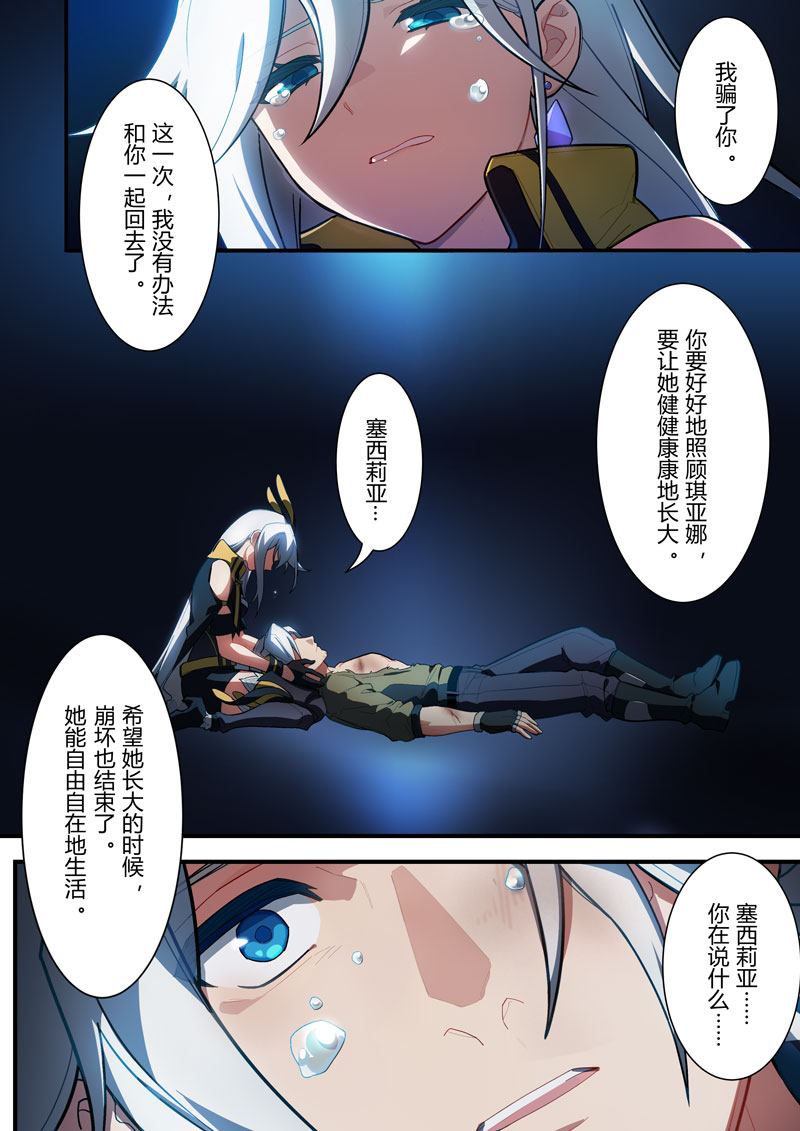 我骗了你。
这一次，我没有办法
和你一起回去了。
你要好好地照顾琪亚娜，
要让她健健康康地长大。
塞西莉亚…
希望她长大的时候，
崩坏也结束了。
她能自由自在地生活。
塞西莉亚……
你在说什么……